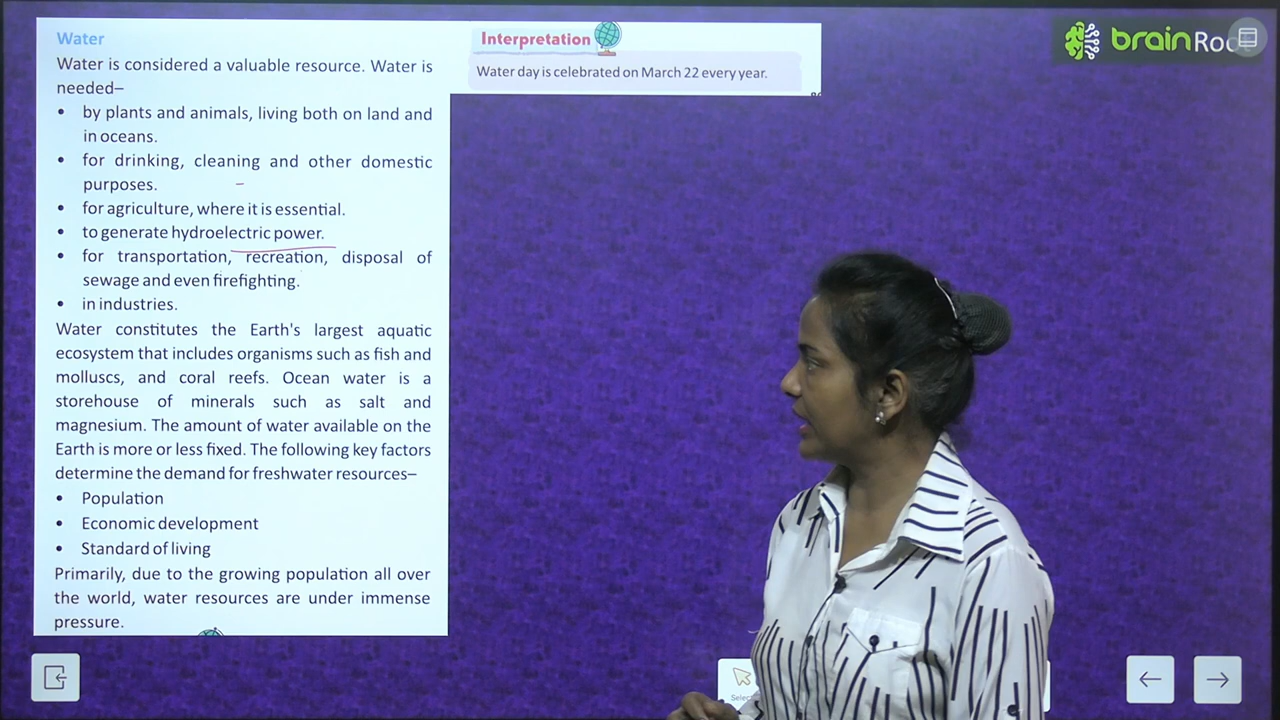 Water
Water is considered a valuable resource. Water is
needed–
• by plants and animals, living both on land and
in oceans.
• for drinking, cleaning and other domestic
purposes.
• for agriculture, where it is essential.
• to generate hydroelectric power.
• for transportation, recreation, disposal of
sewage and even firefighting.
• in industries.
Water constitutes the Earth's largest aquatic
ecosystem that includes organisms such as fish and
molluscs, and coral reefs. Ocean water is a
storehouse of minerals such as salt and
magnesium. The amount of water available on the
Earth is more or less fixed. The following key factors
determine the demand for freshwater resources–
• Population
• Economic development
• Standard of living
Primarily, due to the growing population all over
the world, water resources are under immense
pressure.
Interpretation
Water day is celebrated on March 22 every year.
brain
Select